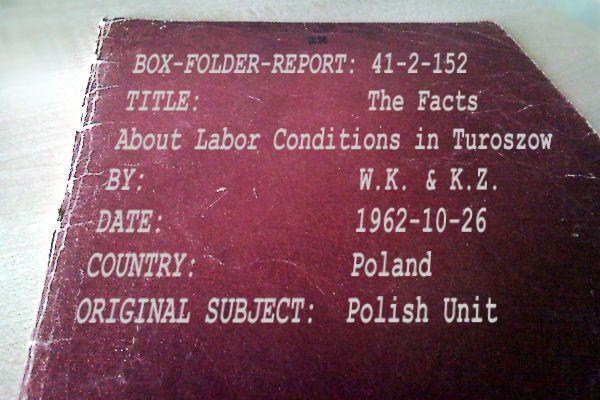 BOX-FOLDER-REPORT: 41-2-152
TITLE: The Facts
About Labor Conditions in Turoszow
BY: W.K. & K.Z.
DATE: 1962-10-26
COUNTRY: Poland
ORIGINAL SUBJECT: Polish Unit